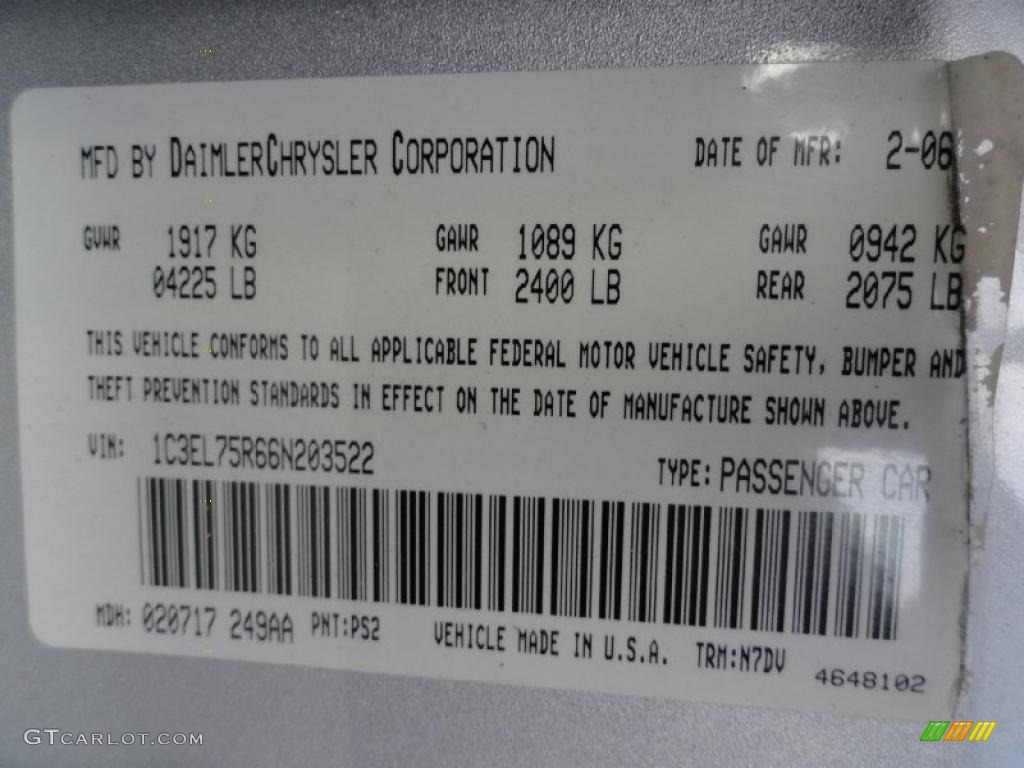 MFD BY DAIMLERCHRYSLER CORPORATION DATE OF MFR: 2-06
GVWR 1917 KG GAWR 1089 KG GAWR 0942 KG
04225 LB FRONT 2400 LB REAR 2075 LB
THIS VEHICLE CONFORMS TO ALL APPLICABLE FEDERAL MOTOR VEHICLE SAFETY, BUMPER AND
THEFT PREVENTION STANDARDS IN EFFECT ON THE DATE OF MANUFACTURE SHOWN ABOVE.
VIN: 1C3EL75R66N203522 TYPE: PASSENGER CAR
MDH: 020717 249AA PNT:PS2 VEHICLE MADE IN U.S.A. TRM:N7DV
4648102
GTCARLOT.COM